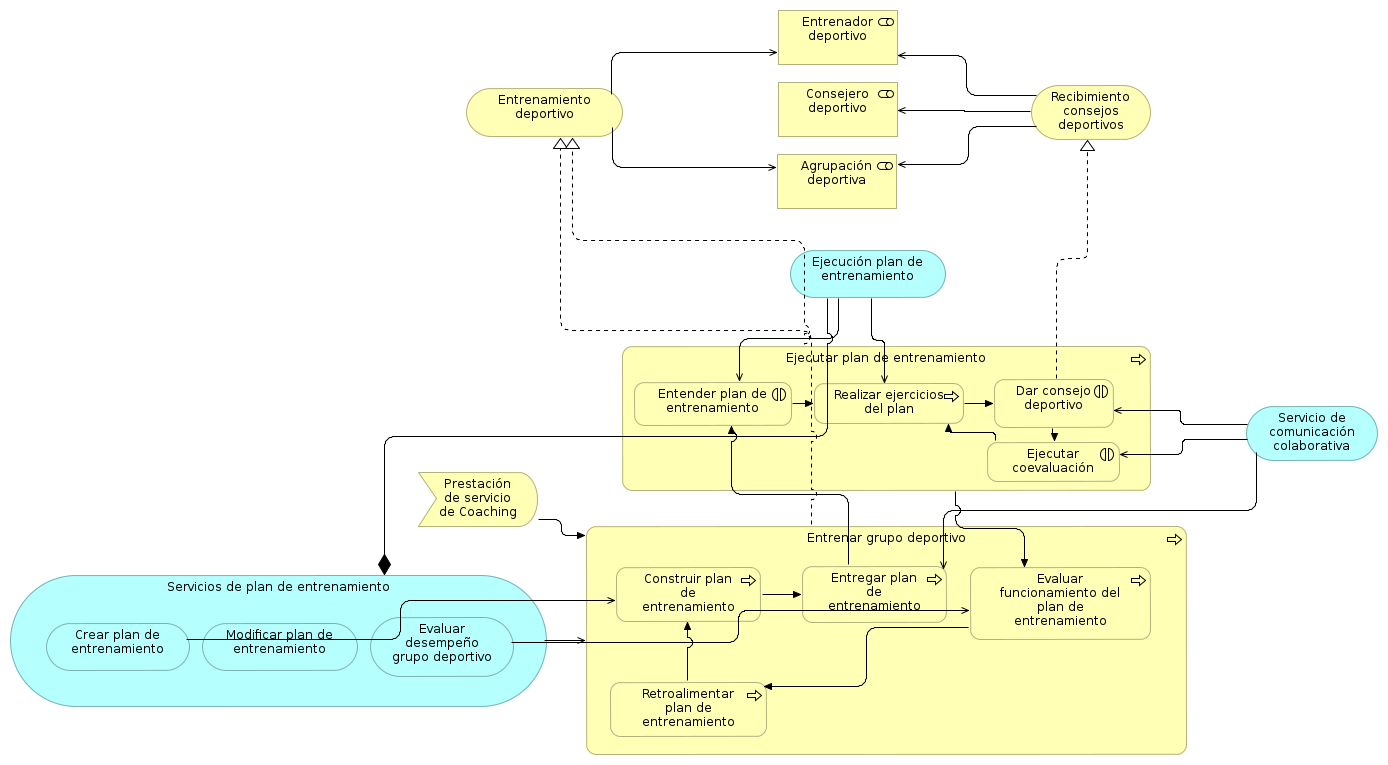 Entrenador
deportivo
Entrenamiento
deportivo
Consejero
deportivo
Recibimiento
consejos
deportivos
Agrupación
deportiva
Ejecución plan de
entrenamiento
Ejecutar plan de entrenamiento
Entender plan de
entrenamiento
Realizar ejercicios
del plan
Dar consejo
deportivo
Ejecutar
coevaluación
Servicio de
comunicación
colaborativa
Prestación
de servicio
de Coaching
Entrenar grupo deportivo
Construir plan
de
entrenamiento
Entregar plan
de
entrenamiento
Evaluar
funcionamiento del
plan de
entrenamiento
Retroalimentar
plan de
entrenamiento
Servicios de plan de entrenamiento
Crear plan de
entrenamiento
Modificar plan de
entrenamiento
Evaluar
desempeño
grupo deportivo